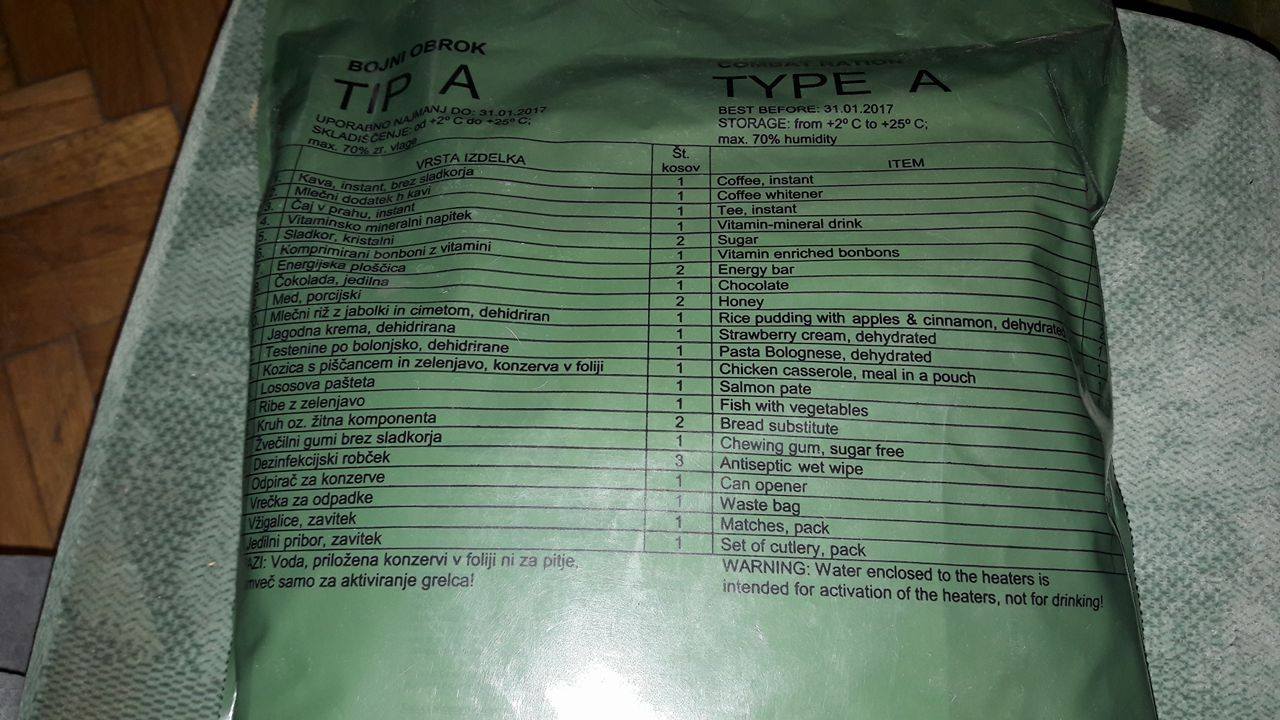 BOJNI OBROK
TIP A
UPORABNO NAJMANJ DO: 31.01.2017
SKLADIŠČENJE: od +2º C do +25º C;
max. 70% zr. vlage
COMBAT RATION
TYPE A
BEST BEFORE: 31.01.2017
STORAGE: from +2º C to +25º C;
max. 70% humidity
VRSTA IZDELKA Št. kosov ITEM
Kava, instant, brez sladkorja 1 Coffee, instant
Mlečni dodatek h kavi 1 Coffee whitener
Čaj v prahu, instant 1 Tee, instant
4. Vitaminsko mineralni napitek 1 Vitamin-mineral drink
5. Sladkor, kristalni 2 Sugar
Komprimirani bonboni z vitamini 1 Vitamin enriched bonbons
Energijska ploščica 2 Energy bar
Čokolada, jedilna 1 Chocolate
Med, porcijski 2 Honey
Mlečni riž z jabolki in cimetom, dehidriran 1 Rice pudding with apples & cinnamon, dehydrated
Jagodna krema, dehidrirana 1 Strawberry cream, dehydrated
Testenine po bolonjsko, dehidrirane 1 Pasta Bolognese, dehydrated
Kozica s piščancem in zelenjavo, konzerva v foliji 1 Chicken casserole, meal in a pouch
Lososova pašteta 1 Salmon pate
Ribe z zelenjavo 1 Fish with vegetables
Kruh oz. žitna komponenta 2 Bread substitute
Žvečilni gumi brez sladkorja 1 Chewing gum, sugar free
Dezinfekcijski robček 3 Antiseptic wet wipe
Odpirač za konzerve 1 Can opener
Vrečka za odpadke 1 Waste bag
Vžigalice, zavitek 1 Matches, pack
Jedilni pribor, zavitek 1 Set of cutlery, pack
AZI: Voda, priložena konzervi v foliji ni za pitje,
mveč samo za aktiviranje grelca!
WARNING: Water enclosed to the heaters is
intended for activation of the heaters, not for drinking!